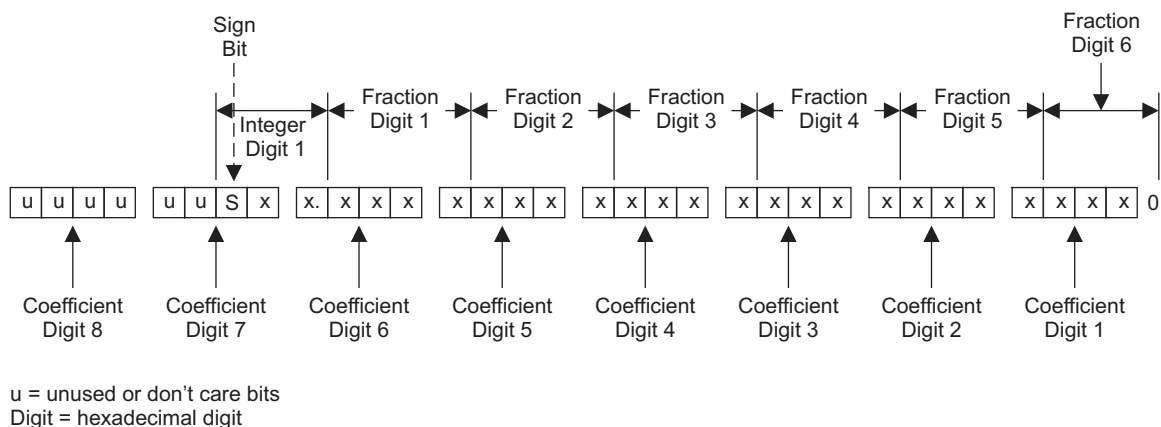 Sign
Bit
Fraction
Digit 6
Integer
Digit 1
Fraction
Digit 1
Fraction
Digit 2
Fraction
Digit 3
Fraction
Digit 4
Fraction
Digit 5
u u u u u u S x x. x x x x x x x x x x x x x x x x x x x x x x x 0
Coefficient
Digit 8
Coefficient
Digit 7
Coefficient
Digit 6
Coefficient
Digit 5
Coefficient
Digit 4
Coefficient
Digit 3
Coefficient
Digit 2
Coefficient
Digit 1
u = unused or don’t care bits
Digit = hexadecimal digit